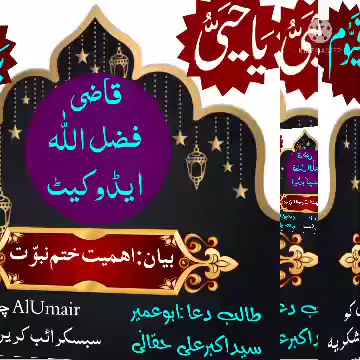 یا حییُّ
قاضی
فضل اللہ
ایڈوکیٹ
بیان: اھمیت ختم نبوّت
طالب دعا: ابو عمیر
سید اکبر علی حقانی
AlUmair
سبسکرائب کریں
KINEMASTER